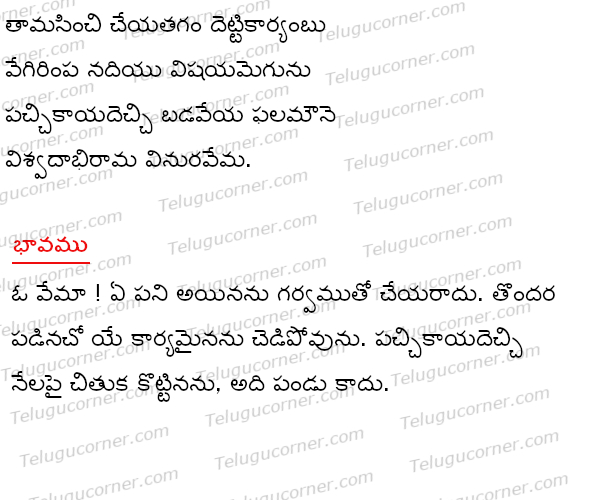 తామసించి చేయతగం దెట్టికార్యంబు
వేగిరింప నదియు విషయమెగును
పచ్చికాయదెచ్చి బడవేయ ఫలమౌనె
విశ్వదాభిరామ వినురవేమ.
భావము
ఓ వేమా ! ఏ పని అయినను గర్వముతో చేయరాదు. తొందర
పడినచో యే కార్యమైనను చెడిపోవును. పచ్చికాయదెచ్చి
నేలపై చితుక కొట్టినను, అది పండు కాదు.
Telugucorner.com